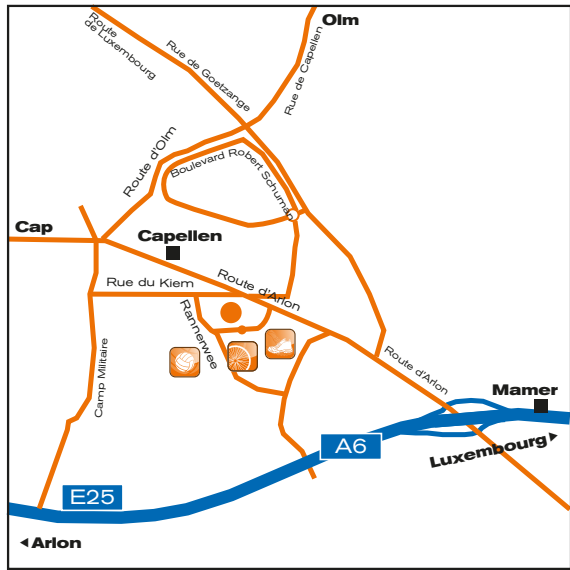 Olm
Route
de Luxembourg
Rue de Goetzange
Rue de Capellen
Route d'Olm
Boulevard Robert Schuman
Cap
Capellen
Rue du Kiem
Route d'Arlon
Rannerwee
Camp Militaire
Route d'Arlon
Mamer
A6
Luxembourg
E25
Arlon